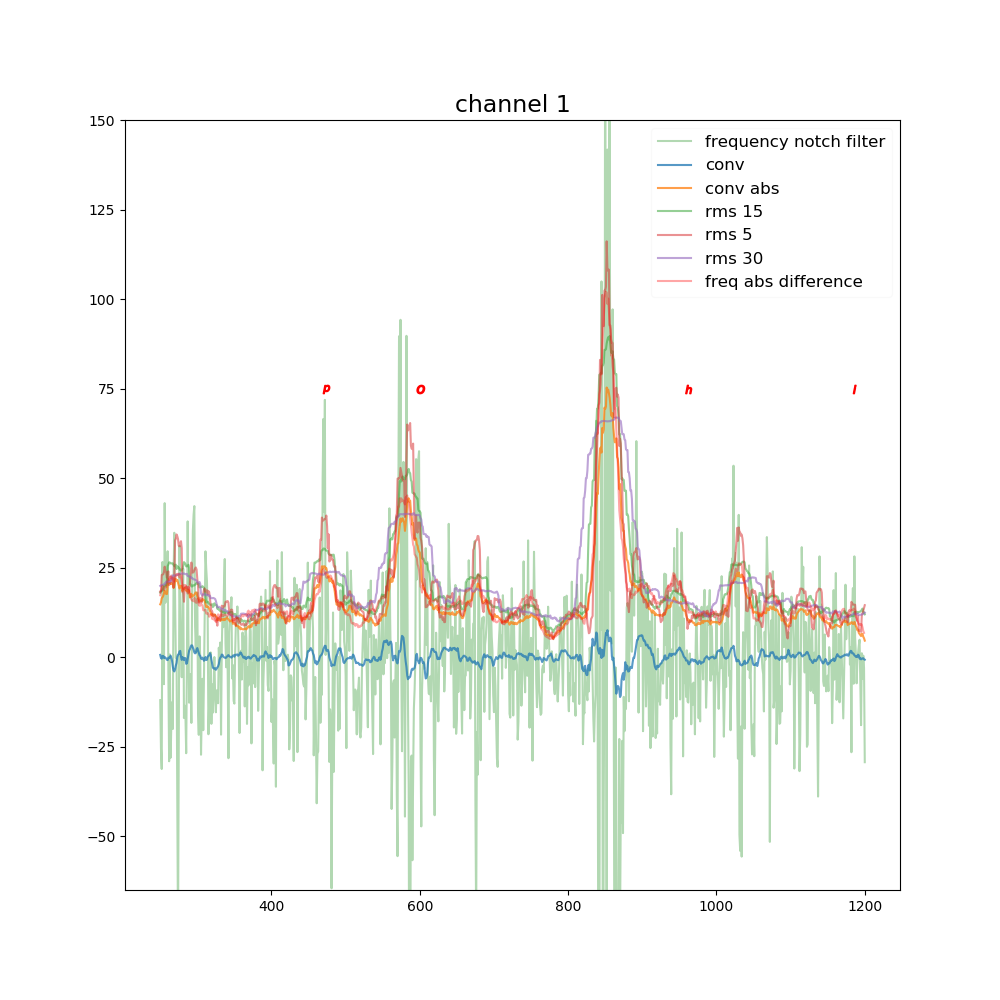 channel 1
150
125
100
75
50
25
0
−25
−50
frequency notch filter
conv
conv abs
rms 15
rms 5
rms 30
freq abs difference
p o h l
400 600 800 1000 1200